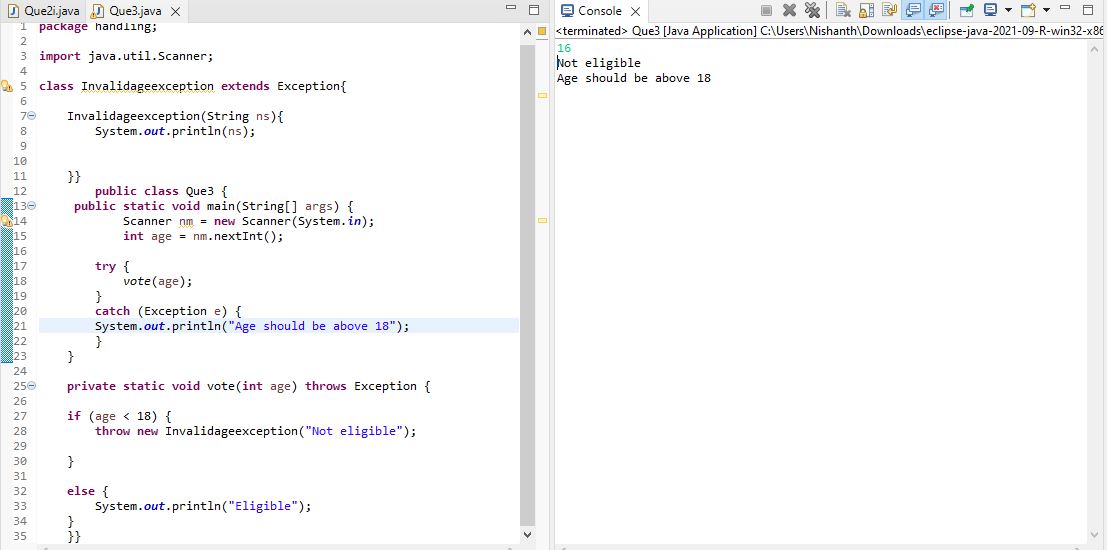 Que2i.java Que3.java
Console
<terminated> Que3 [Java Application] C:\Users\Nishanth\Downloads\eclipse-java-2021-09-R-win32-x86
1 package handling;
2
3 import java.util.Scanner;
4
5 class Invalidageexception extends Exception{
6
7 Invalidageexception(String ns){
8 System.out.println(ns);
9
10
11 }}
12 public class Que3 {
13 public static void main(String[] args) {
14 Scanner nm = new Scanner(System.in);
15 int age = nm.nextInt();
16
17 try {
18 vote(age);
19 }
20 catch (Exception e) {
21 System.out.println("Age should be above 18");
22 }
23 }
24
25 private static void vote(int age) throws Exception {
26
27 if (age < 18) {
28 throw new Invalidageexception("Not eligible");
29
30 }
31
32 else {
33 System.out.println("Eligible");
34 }
35 }}
16
Not eligible
Age should be above 18